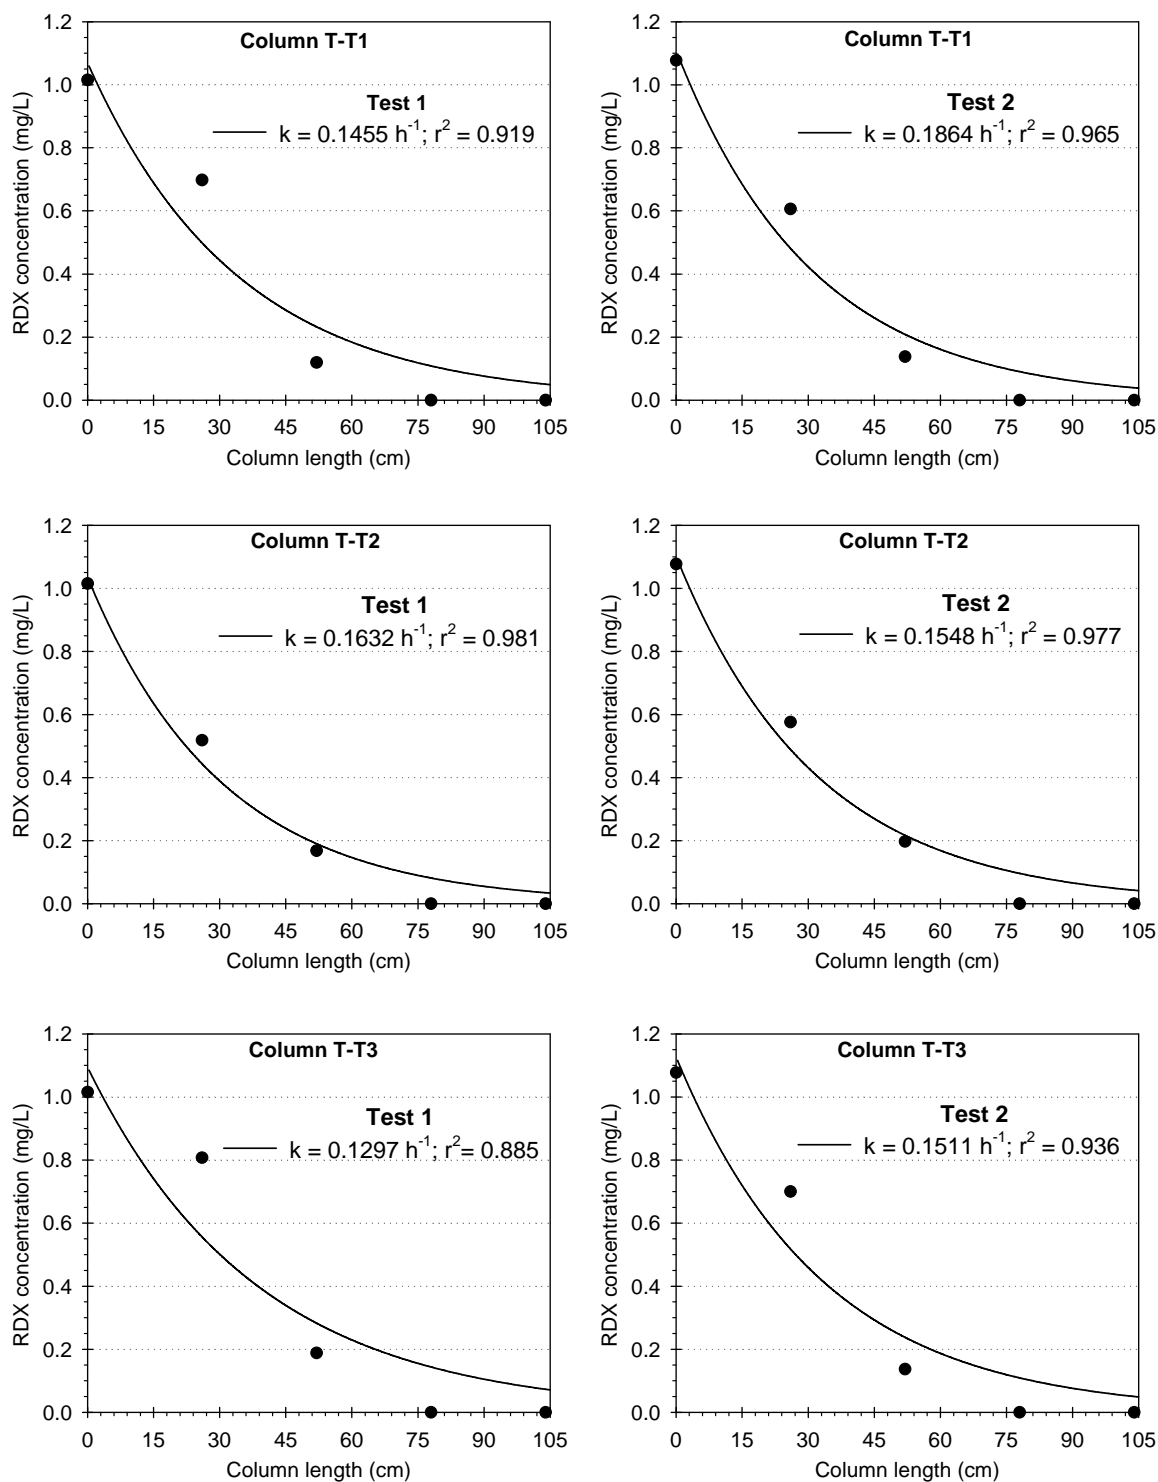 Column T-T1
Test 1
k = 0.1455 h⁻¹; r² = 0.919
RDX concentration (mg/L)
1.2
1.0
0.8
0.6
0.4
0.2
0.0
0 15 30 45 60 75 90 105
Column length (cm)
Column T-T1
Test 2
k = 0.1864 h⁻¹; r² = 0.965
RDX concentration (mg/L)
1.2
1.0
0.8
0.6
0.4
0.2
0.0
0 15 30 45 60 75 90 105
Column length (cm)
Column T-T2
Test 1
k = 0.1632 h⁻¹; r² = 0.981
RDX concentration (mg/L)
1.2
1.0
0.8
0.6
0.4
0.2
0.0
0 15 30 45 60 75 90 105
Column length (cm)
Column T-T2
Test 2
k = 0.1548 h⁻¹; r² = 0.977
RDX concentration (mg/L)
1.2
1.0
0.8
0.6
0.4
0.2
0.0
0 15 30 45 60 75 90 105
Column length (cm)
Column T-T3
Test 1
k = 0.1297 h⁻¹; r²= 0.885
RDX concentration (mg/L)
1.2
1.0
0.8
0.6
0.4
0.2
0.0
0 15 30 45 60 75 90 105
Column length (cm)
Column T-T3
Test 2
k = 0.1511 h⁻¹; r² = 0.936
RDX concentration (mg/L)
1.2
1.0
0.8
0.6
0.4
0.2
0.0
0 15 30 45 60 75 90 105
Column length (cm)